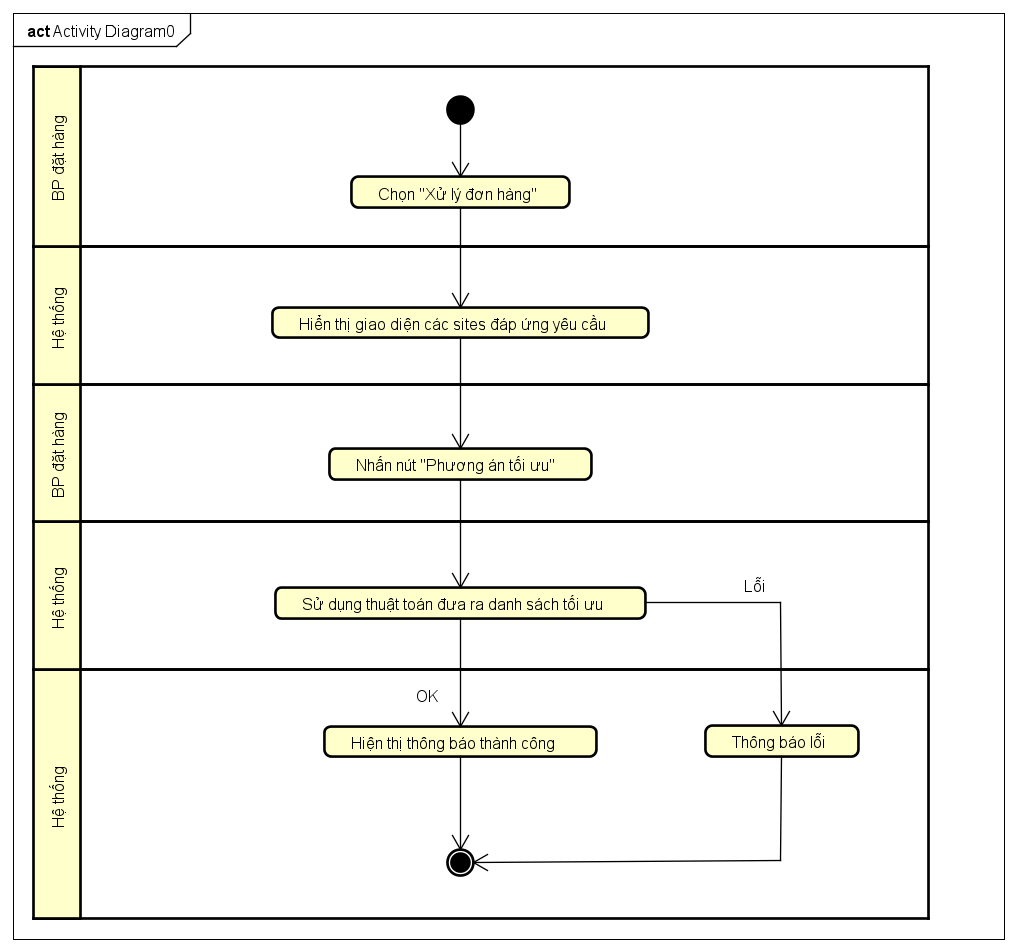 act Activity Diagram0
BP đặt hàng
Chọn "Xử lý đơn hàng"
Hệ thống
Hiển thị giao diện các sites đáp ứng yêu cầu
BP đặt hàng
Nhấn nút "Phương án tối ưu"
Hệ thống
Sử dụng thuật toán đưa ra danh sách tối ưu
Lỗi
Hệ thống
OK
Hiện thị thông báo thành công
Thông báo lỗi